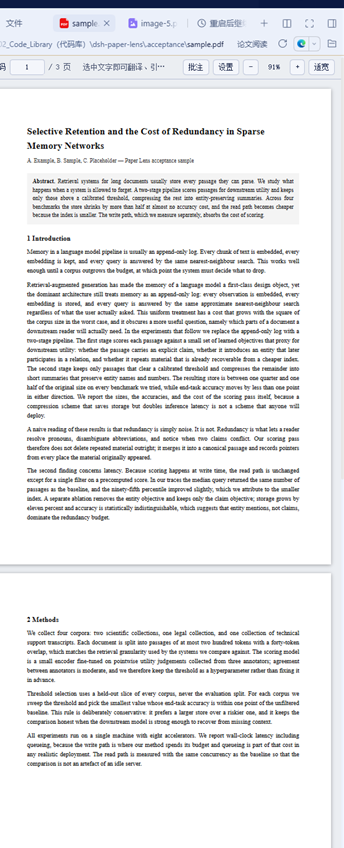 文件 sample image-5.p 重启后继
2_Code_Library（代码库）\dsh-paper-lens\.acceptance\sample.pdf 论文阅读
码 1 / 3 页 选中文字即可翻译、引… 批注 设置 − 91% + 适宽
Selective Retention and the Cost of Redundancy in Sparse
Memory Networks
A. Example, B. Sample, C. Placeholder — Paper Lens acceptance sample
Abstract. Retrieval systems for long documents usually store every passage they can parse. We study what
happens when a system is allowed to forget. A two-stage pipeline scores passages for downstream utility and keeps
only those above a calibrated threshold, compressing the rest into entity-preserving summaries. Across four
benchmarks the store shrinks by more than half at almost no accuracy cost, and the read path becomes cheaper
because the index is smaller. The write path, which we measure separately, absorbs the cost of scoring.
1 Introduction
Memory in a language model pipeline is usually an append-only log. Every chunk of text is embedded, every
embedding is kept, and every query is answered by the same nearest-neighbour search. This works well
enough until a corpus outgrows the budget, at which point the system must decide what to drop.
Retrieval-augmented generation has made the memory of a language model a first-class design object, yet
the dominant architecture still treats memory as an append-only log: every observation is embedded, every
embedding is stored, and every query is answered by the same approximate nearest-neighbour search
regardless of what the user actually asked. This uniform treatment has a cost that grows with the square of
the corpus size in the worst case, and it obscures a more useful question, namely which parts of a document a
downstream reader will actually need. In the experiments that follow we replace the append-only log with a
two-stage pipeline. The first stage scores each passage against a small set of learned objectives that proxy for
downstream utility: whether the passage carries an explicit claim, whether it introduces an entity that later
participates in a relation, and whether it repeats material that is already recoverable from a cheaper index.
The second stage keeps only passages that clear a calibrated threshold and compresses the remainder into
short summaries that preserve entity names and numbers. The resulting store is between one quarter and one
half of the original size on every benchmark we tried, while end-task accuracy moves by less than one point
in either direction. We report the sizes, the accuracies, and the cost of the scoring pass itself, because a
compression scheme that saves storage but doubles inference latency is not a scheme that anyone will
deploy.
A naive reading of these results is that redundancy is simply noise. It is not. Redundancy is what lets a reader
resolve pronouns, disambiguate abbreviations, and notice when two claims conflict. Our scoring pass
therefore does not delete repeated material outright; it merges it into a canonical passage and records pointers
from every place the material originally appeared.
The second finding concerns latency. Because scoring happens at write time, the read path is unchanged
except for a single filter on a precomputed score. In our traces the median query returned the same number of
passages as the baseline, and the ninety-fifth percentile improved slightly, which we attribute to the smaller
index. A separate ablation removes the entity objective and keeps only the claim objective; storage grows by
eleven percent and accuracy is statistically indistinguishable, which suggests that entity mentions, not claims,
dominate the redundancy budget.
2 Methods
We collect four corpora: two scientific collections, one legal collection, and one collection of technical
support transcripts. Each document is split into passages of at most two hundred tokens with a forty-token
overlap, which matches the retrieval granularity used by the systems we compare against. The scoring model
is a small encoder fine-tuned on pointwise utility judgements collected from three annotators; agreement
between annotators is moderate, and we therefore keep the threshold as a hyperparameter rather than fixing it
in advance.
Threshold selection uses a held-out slice of every corpus, never the evaluation split. For each corpus we
sweep the threshold and pick the smallest value whose end-task accuracy is within one point of the unfiltered
baseline. This rule is deliberately conservative: it prefers a larger store over a riskier one, and it keeps the
comparison honest when the downstream model is strong enough to recover from missing context.
All experiments run on a single machine with eight accelerators. We report wall-clock latency including
queueing, because the write path is where our method spends its budget and queueing is part of that cost in
any realistic deployment. The read path is measured with the same concurrency as the baseline so that the
comparison is not an artefact of an idle server.